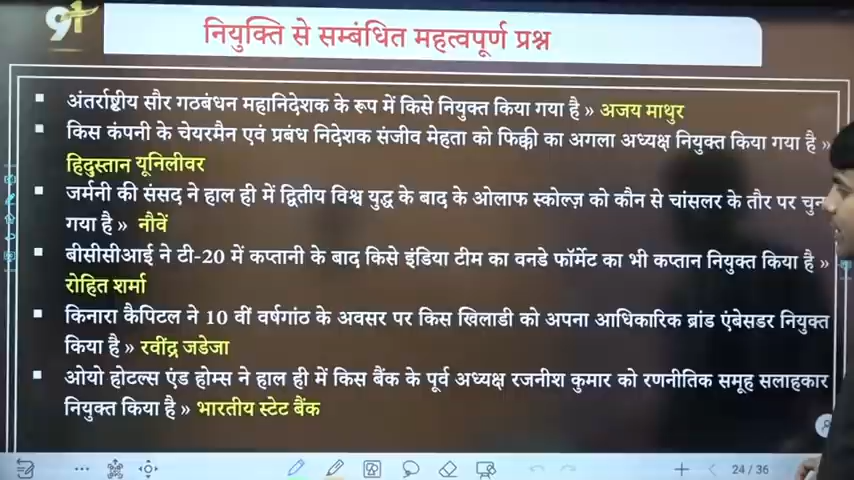 91
नियुक्ति से सम्बंधित महत्वपूर्ण प्रश्न
अंतर्राष्ट्रीय सौर गठबंधन महानिदेशक के रूप में किसे नियुक्त किया गया है » अजय माथुर
किस कंपनी के चेयरमैन एवं प्रबंध निदेशक संजीव मेहता को फिक्की का अगला अध्यक्ष नियुक्त किया गया है »
हिदुस्तान यूनिलीवर
जर्मनी की संसद ने हाल ही में द्वितीय विश्व युद्ध के बाद के ओलाफ स्कोल्ज़ को कौन से चांसलर के तौर पर चुना
गया है » नौवें
बीसीसीआई ने टी-20 में कप्तानी के बाद किसे इंडिया टीम का वनडे फॉर्मेट का भी कप्तान नियुक्त किया है »
रोहित शर्मा
किनारा कैपिटल ने 10 वीं वर्षगांठ के अवसर पर किस खिलाडी को अपना आधिकारिक ब्रांड एंबेसडर नियुक्त
किया है » रवींद्र जडेजा
ओयो होटल्स एंड होम्स ने हाल ही में किस बैंक के पूर्व अध्यक्ष रजनीश कुमार को रणनीतिक समूह सलाहकार
नियुक्त किया है » भारतीय स्टेट बैंक
24 / 36